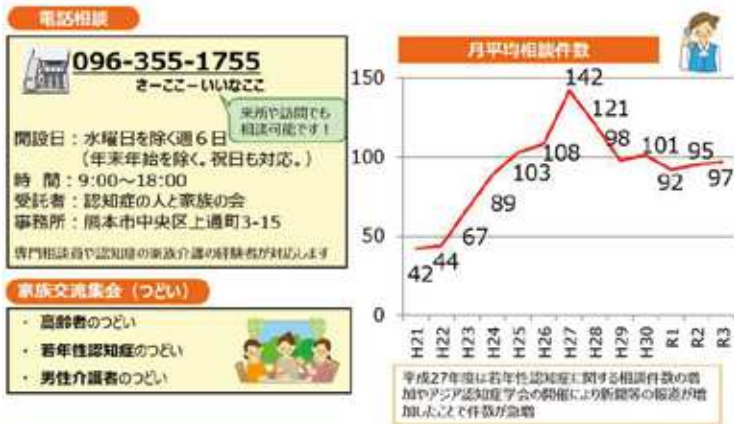 電話相談
096-355-1755
さーここーいいなここ
来所や訪問でも
相談可能です！
開設日：水曜日を除く週６日
（年末年始を除く。祝日も対応。）
時　間：9:00～18:00
受託者：認知症の人と家族の会
事務所：熊本市中央区上通町3-15
専門相談員や認知症の家族介護の経験者が対応します
家族交流集会（つどい）
・ 高齢者のつどい
・ 若年性認知症のつどい
・ 男性介護者のつどい
月平均相談件数
150
100
50
0
42
44
67
89
103
108
142
121
98
101
92
95
97
H21
H22
H23
H24
H25
H26
H27
H28
H29
H30
R1
R2
R3
平成27年度は若年性認知症に関する相談件数の増
加やアジア認知症学会の開催により新聞等の報道が増
加したことで件数が急増